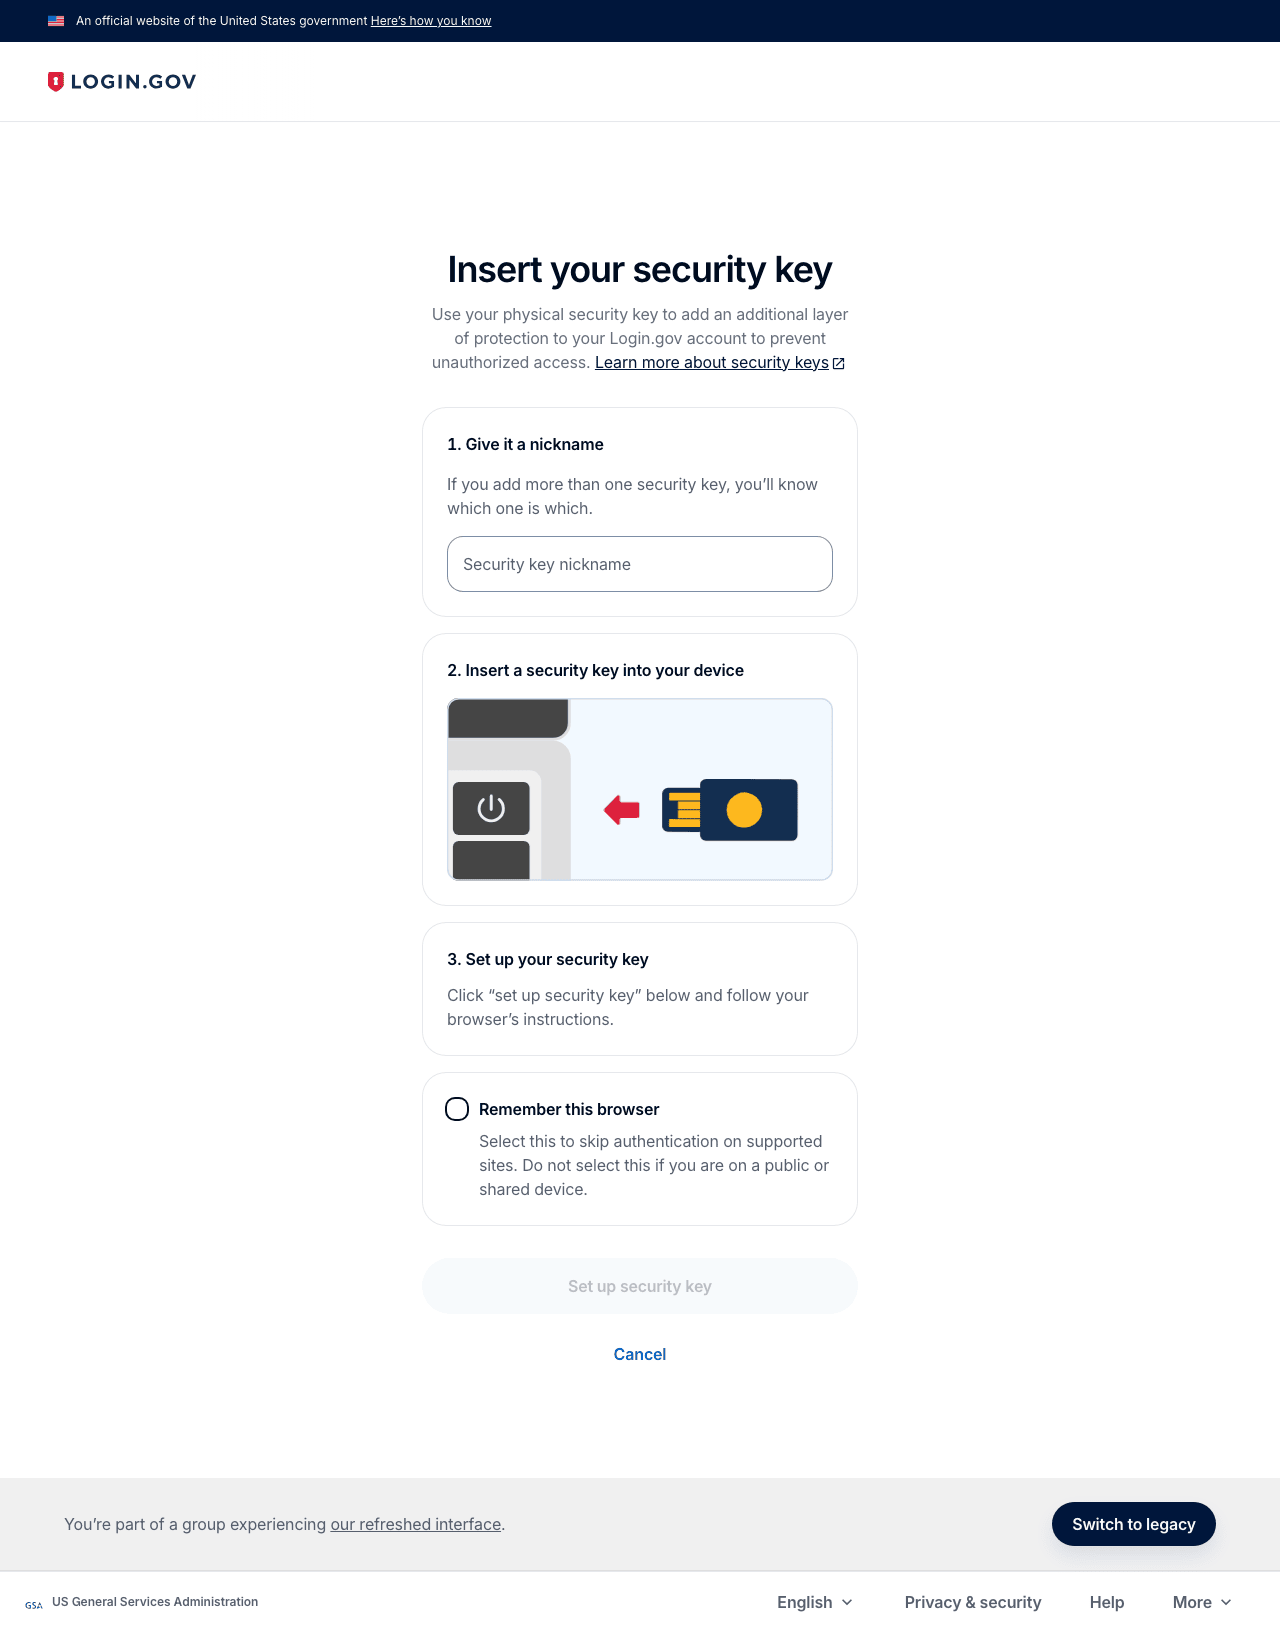 An official website of the United States government Here’s how you know
LOGIN.GOV
Insert your security key
Use your physical security key to add an additional layer
of protection to your Login.gov account to prevent
unauthorized access. Learn more about security keys
1. Give it a nickname
If you add more than one security key, you’ll know
which one is which.
Security key nickname
2. Insert a security key into your device
3. Set up your security key
Click “set up security key” below and follow your
browser’s instructions.
Remember this browser
Select this to skip authentication on supported
sites. Do not select this if you are on a public or
shared device.
Set up security key
Cancel
You’re part of a group experiencing our refreshed interface.
Switch to legacy
GSA US General Services Administration
English
Privacy & security
Help
More